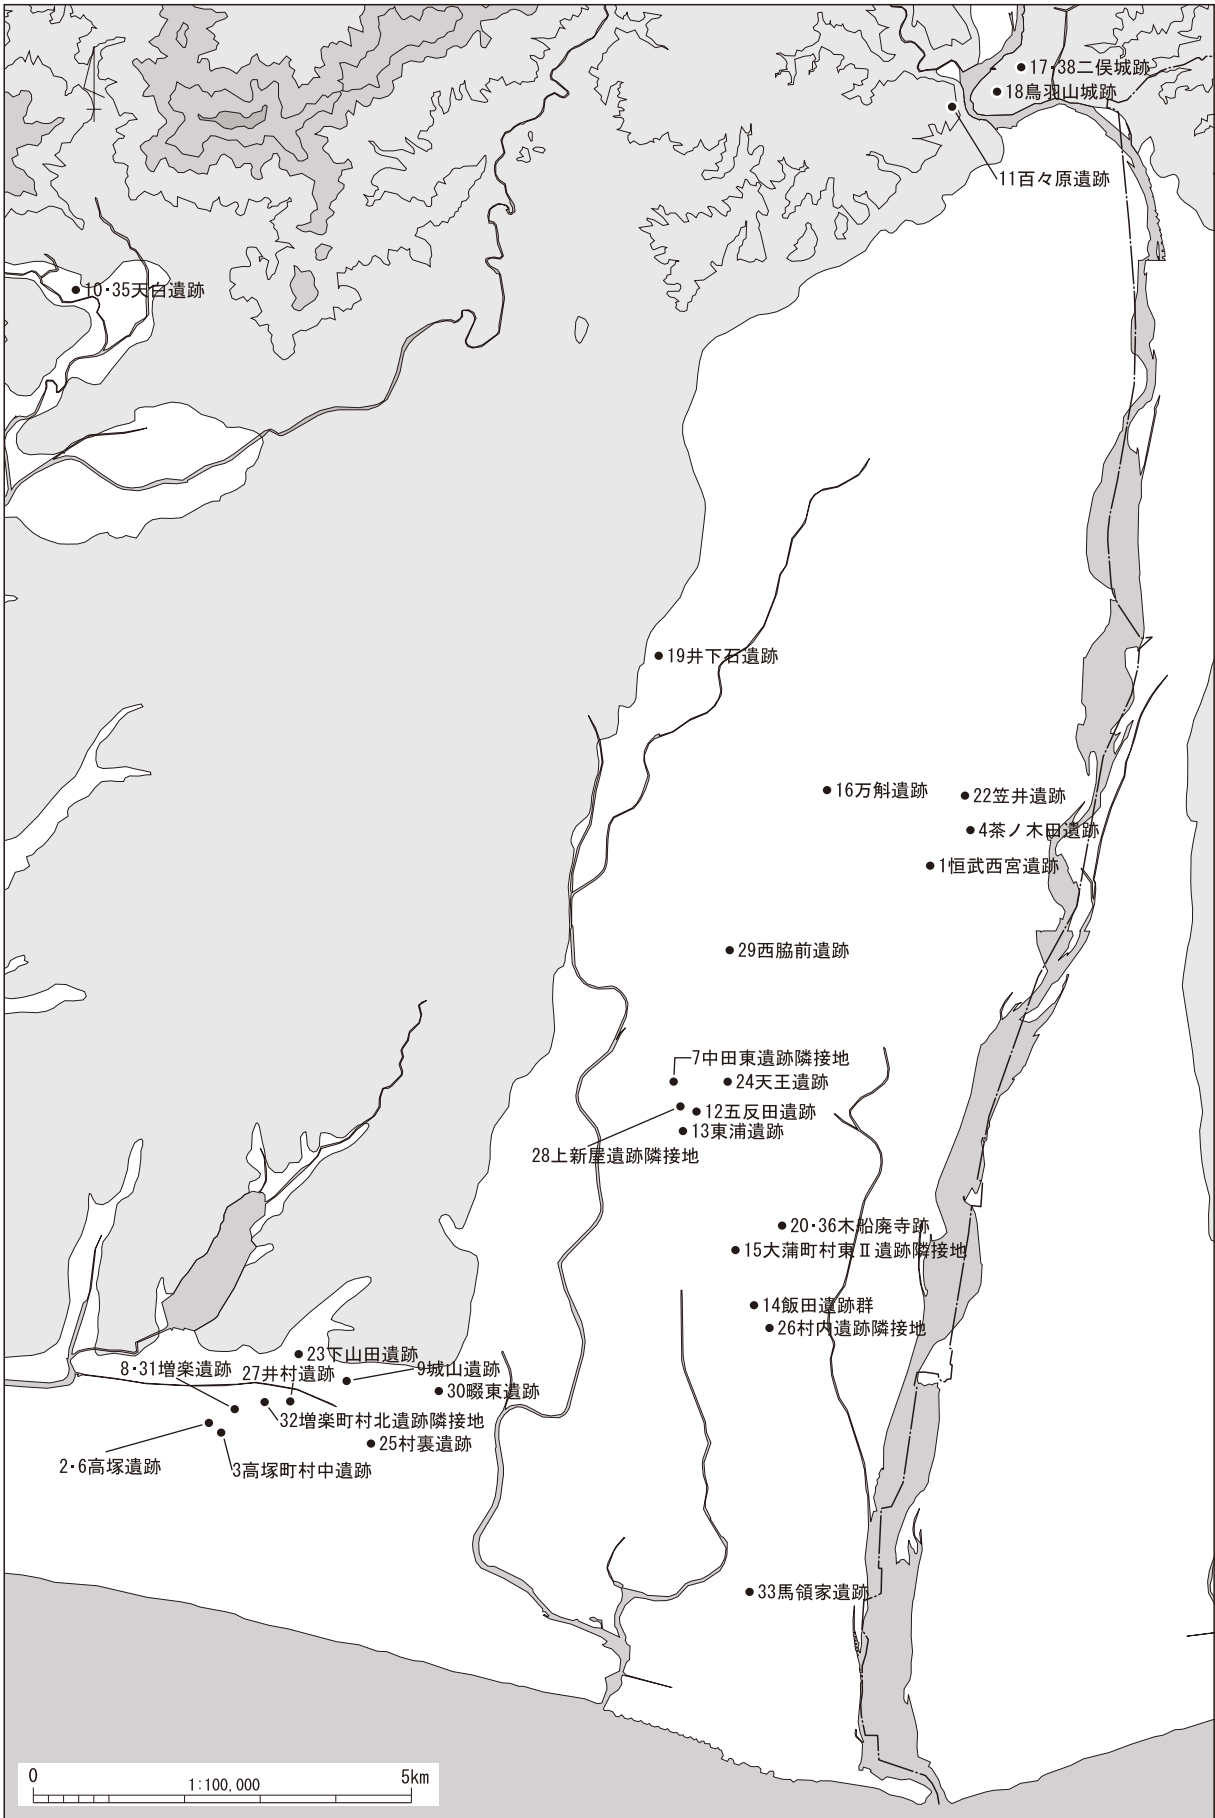 17･38二俣城跡
18鳥羽山城跡
11百々原遺跡
10･35天白遺跡
19井下石遺跡
16万斛遺跡
22笠井遺跡
4茶ノ木田遺跡
1恒武西宮遺跡
29西脇前遺跡
7中田東遺跡隣接地
24天王遺跡
12五反田遺跡
13東浦遺跡
28上新屋遺跡隣接地
20･36木船廃寺跡
15大蒲町村東Ⅱ遺跡隣接地
14飯田遺跡群
26村内遺跡隣接地
23下山田遺跡
8･31増楽遺跡
27井村遺跡
9城山遺跡
30畷東遺跡
32増楽町村北遺跡隣接地
25村裏遺跡
2･6高塚遺跡
3高塚町村中遺跡
33馬領家遺跡
0 1:100,000 5km